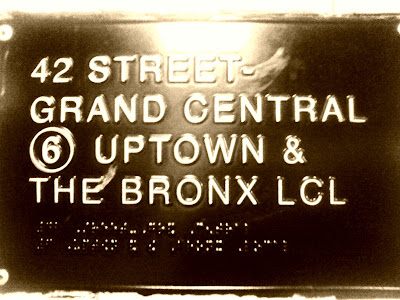 42 STREET-
GRAND CENTRAL
6 UPTOWN &
THE BRONX LCL